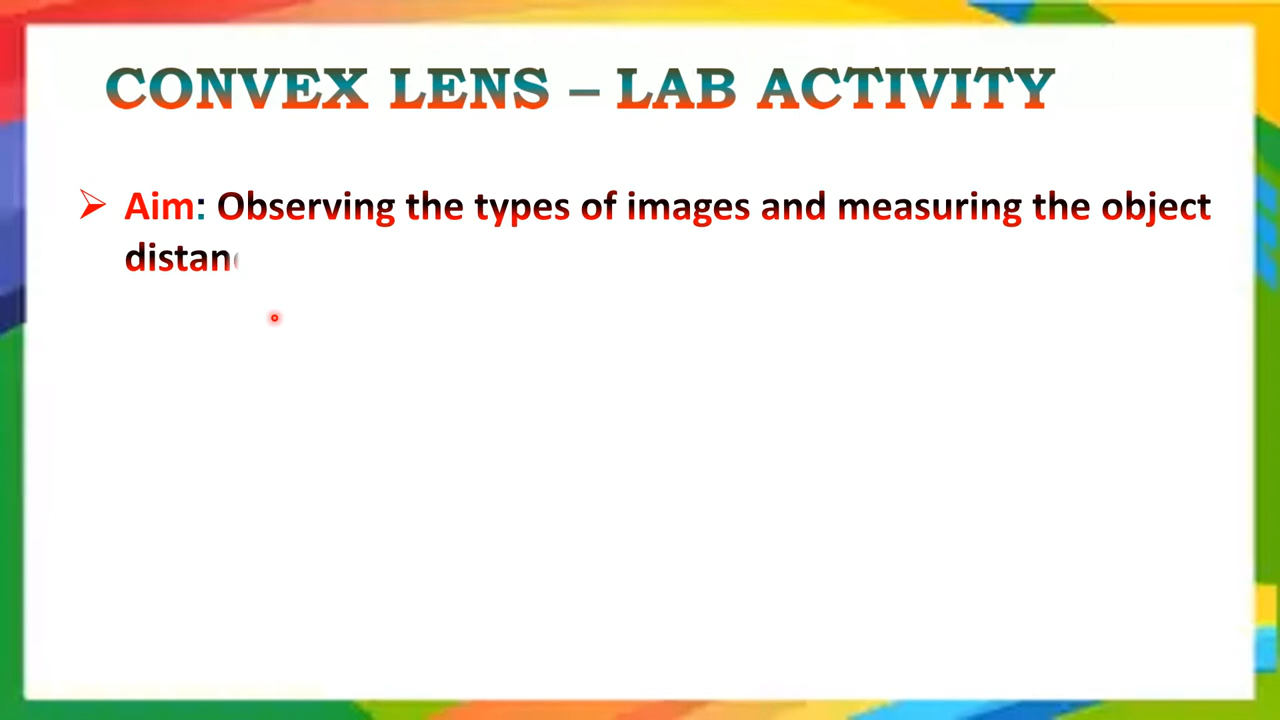 CONVEX LENS – LAB ACTIVITY
Aim: Observing the types of images and measuring the object